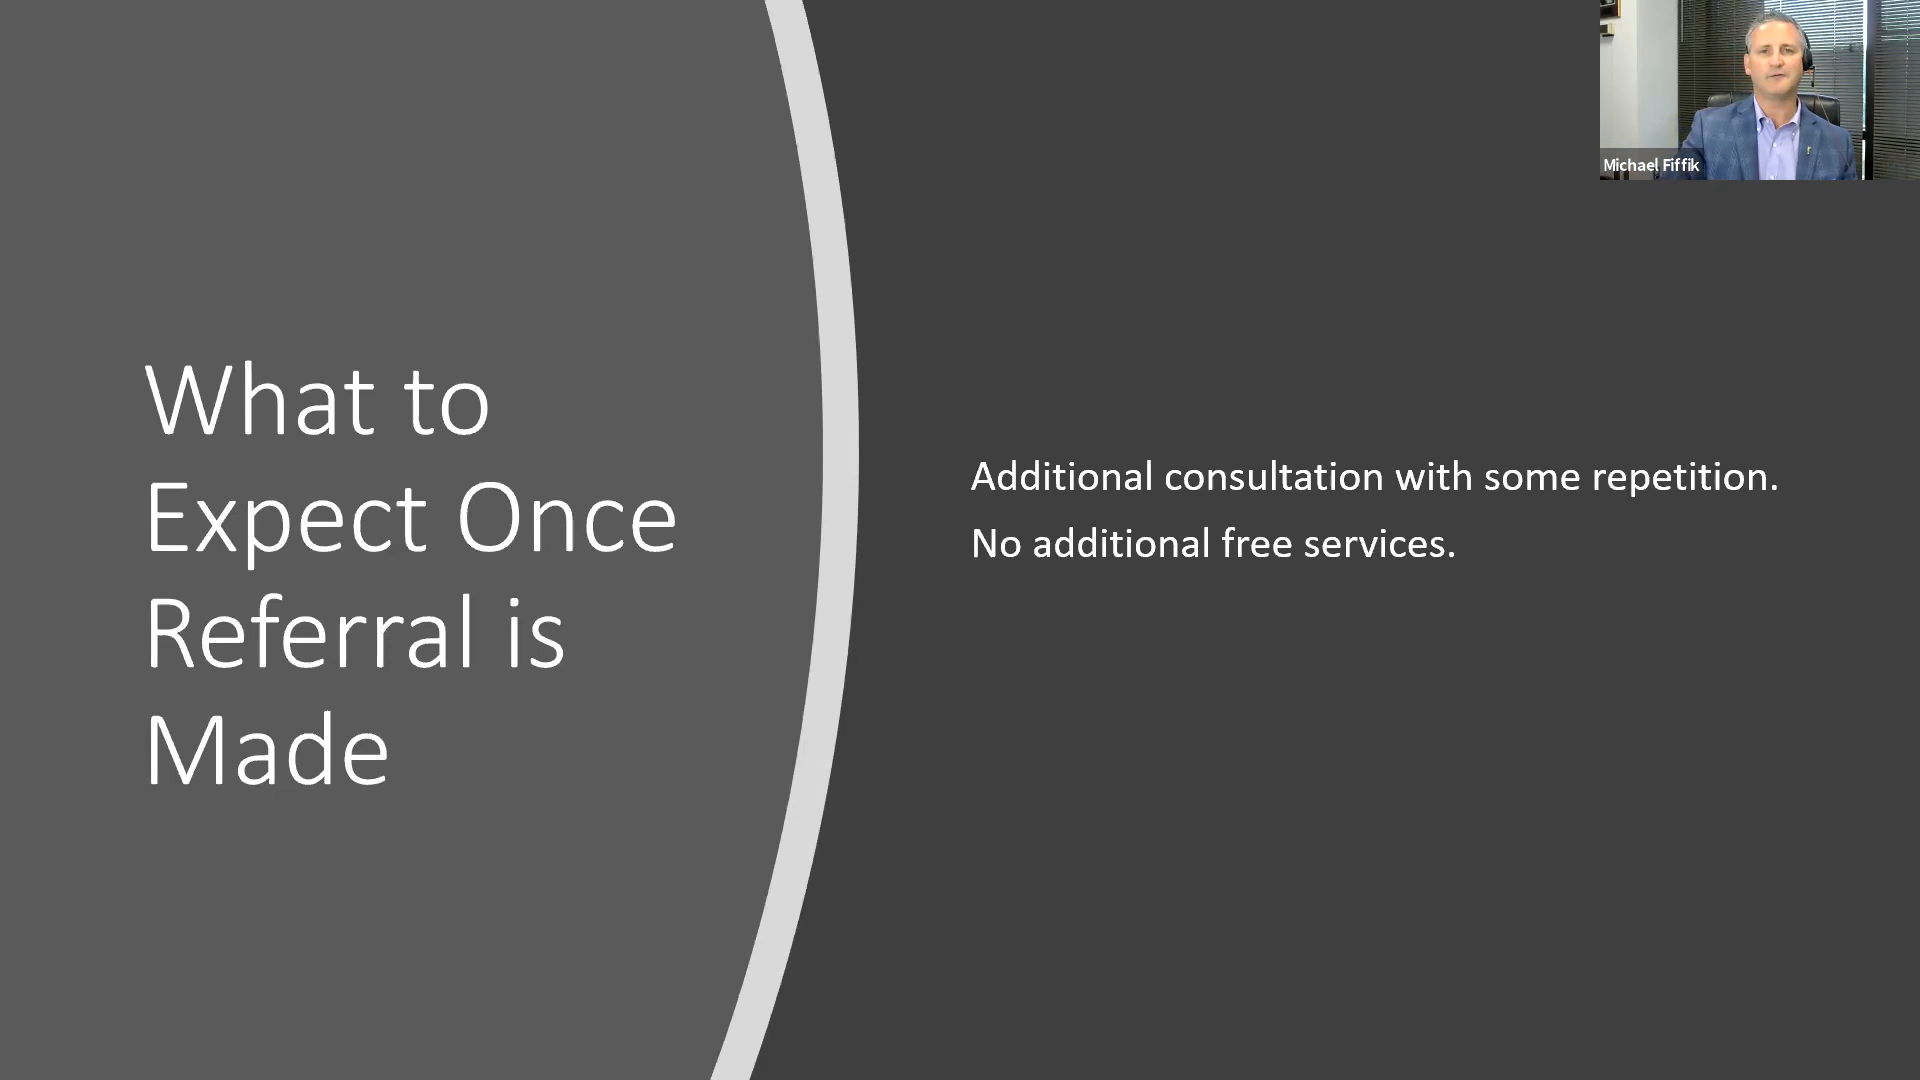 What to
Expect Once
Referral is
Made
Additional consultation with some repetition.
No additional free services.
Michael Fiffik